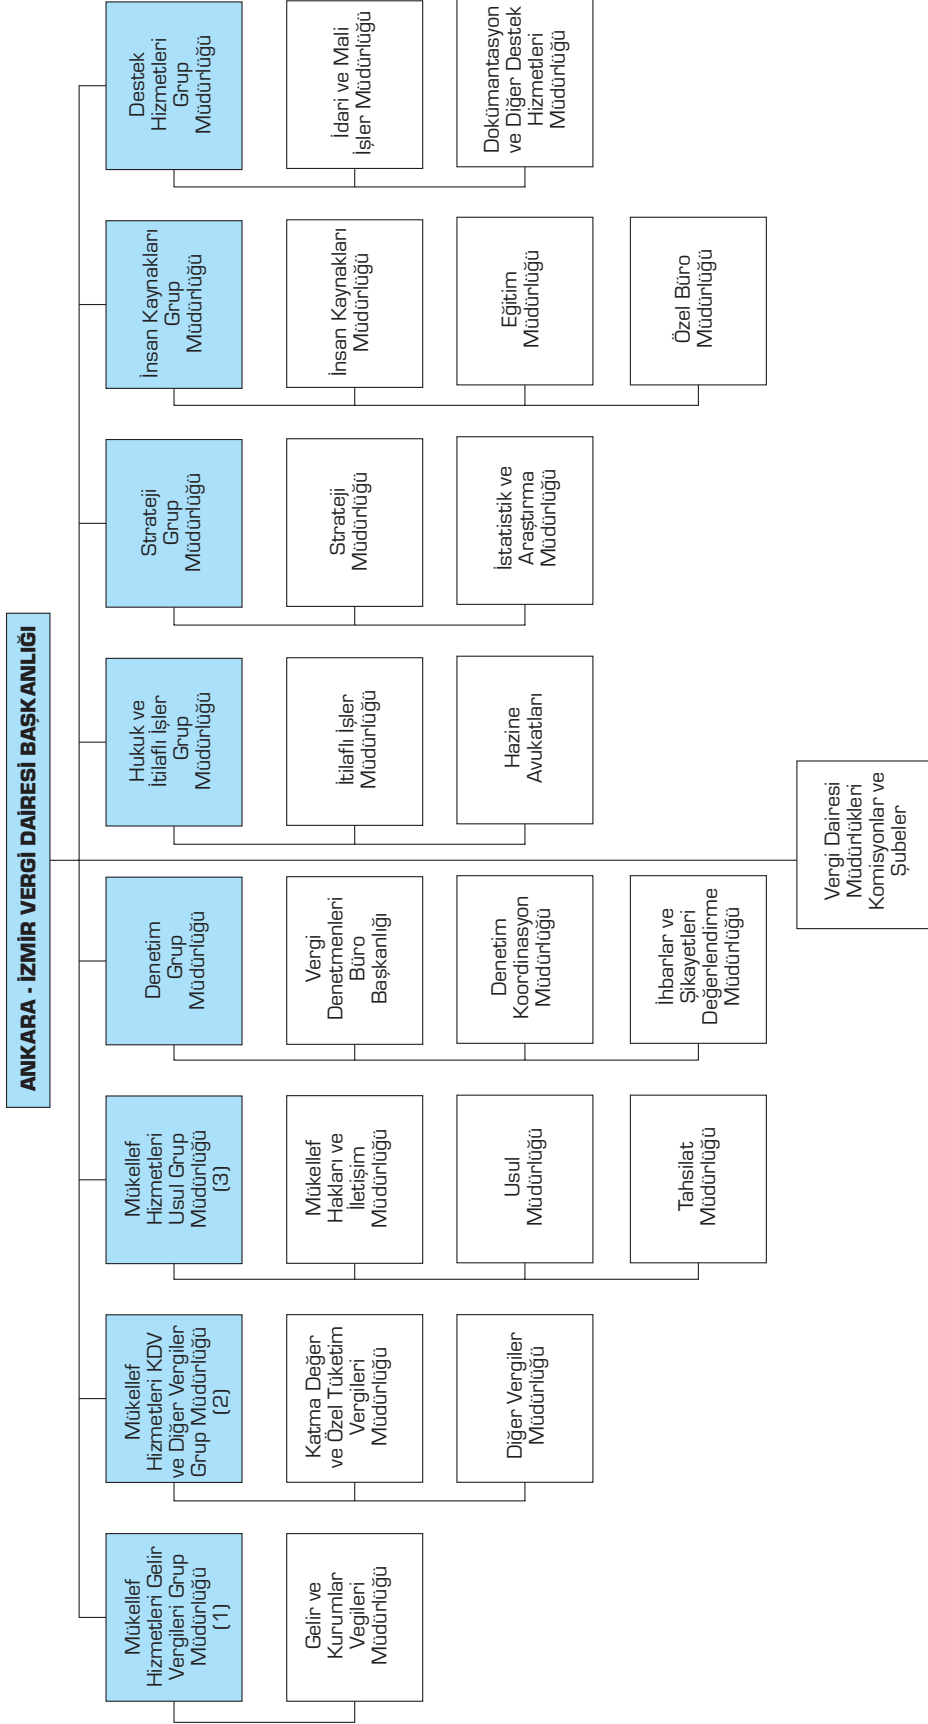 ANKARA - İZMİR VERGİ DAİRESİ BAŞKANLIĞI
Mükellef
Hizmetleri Gelir
Vergileri Grup
Müdürlüğü
(1)
Gelir ve
Kurumlar
Vegileri
Müdürlüğü
Mükellef
Hizmetleri KDV
ve Diğer Vergiler
Grup Müdürlüğü
(2)
Katma Değer
ve Özel Tüketim
Vergileri
Müdürlüğü
Diğer Vergiler
Müdürlüğü
Mükellef
Hizmetleri
Usul Grup
Müdürlüğü
(3)
Mükellef
Hakları ve
İletişim
Müdürlüğü
Usul
Müdürlüğü
Tahsilat
Müdürlüğü
Denetim
Grup
Müdürlüğü
Vergi
Denetmenleri
Büro
Başkanlığı
Denetim
Koordinasyon
Müdürlüğü
İhbarlar ve
Şikayetleri
Değerlendirme
Müdürlüğü
Hukuk ve
İtilaflı İşler
Grup
Müdürlüğü
İtilaflı İşler
Müdürlüğü
Hazine
Avukatları
Strateji
Grup
Müdürlüğü
Strateji
Müdürlüğü
İstatistik ve
Araştırma
Müdürlüğü
İnsan Kaynakları
Grup
Müdürlüğü
İnsan Kaynakları
Müdürlüğü
Eğitim
Müdürlüğü
Özel Büro
Müdürlüğü
Destek
Hizmetleri
Grup
Müdürlüğü
İdari ve Mali
İşler Müdürlüğü
Dokümantasyon
ve Diğer Destek
Hizmetleri
Müdürlüğü
Vergi Dairesi
Müdürlükleri
Komisyonlar ve
Şubeler